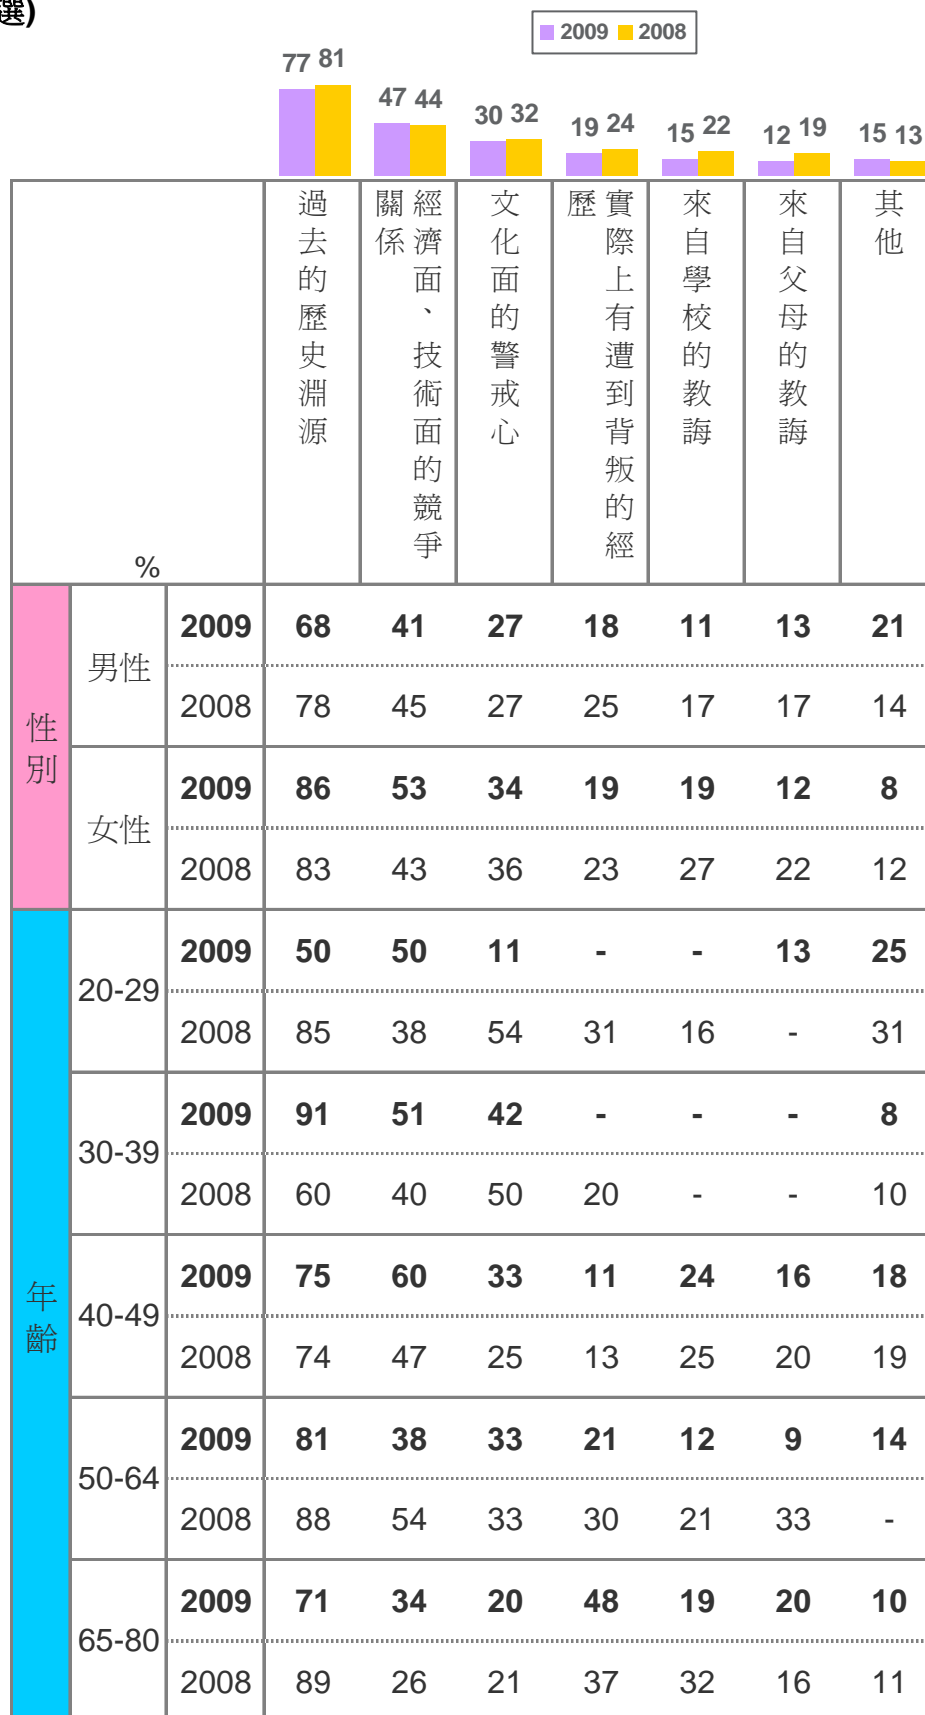 選)
2009 2008
77 81 47 44 30 32 19 24 15 22 12 19 15 13
過去的歷史淵源
經濟面、技術面的競爭
關係
文化面的警戒心
實際上有遭到背叛的經
歷
來自學校的教誨
來自父母的教誨
其他
%
性別
男性
2009 68 41 27 18 11 13 21
2008 78 45 27 25 17 17 14
女性
2009 86 53 34 19 19 12 8
2008 83 43 36 23 27 22 12
年齡
20-29
2009 50 50 11 - - 13 25
2008 85 38 54 31 16 - 31
30-39
2009 91 51 42 - - - 8
2008 60 40 50 20 - - 10
40-49
2009 75 60 33 11 24 16 18
2008 74 47 25 13 25 20 19
50-64
2009 81 38 33 21 12 9 14
2008 88 54 33 30 21 33 -
65-80
2009 71 34 20 48 19 20 10
2008 89 26 21 37 32 16 11